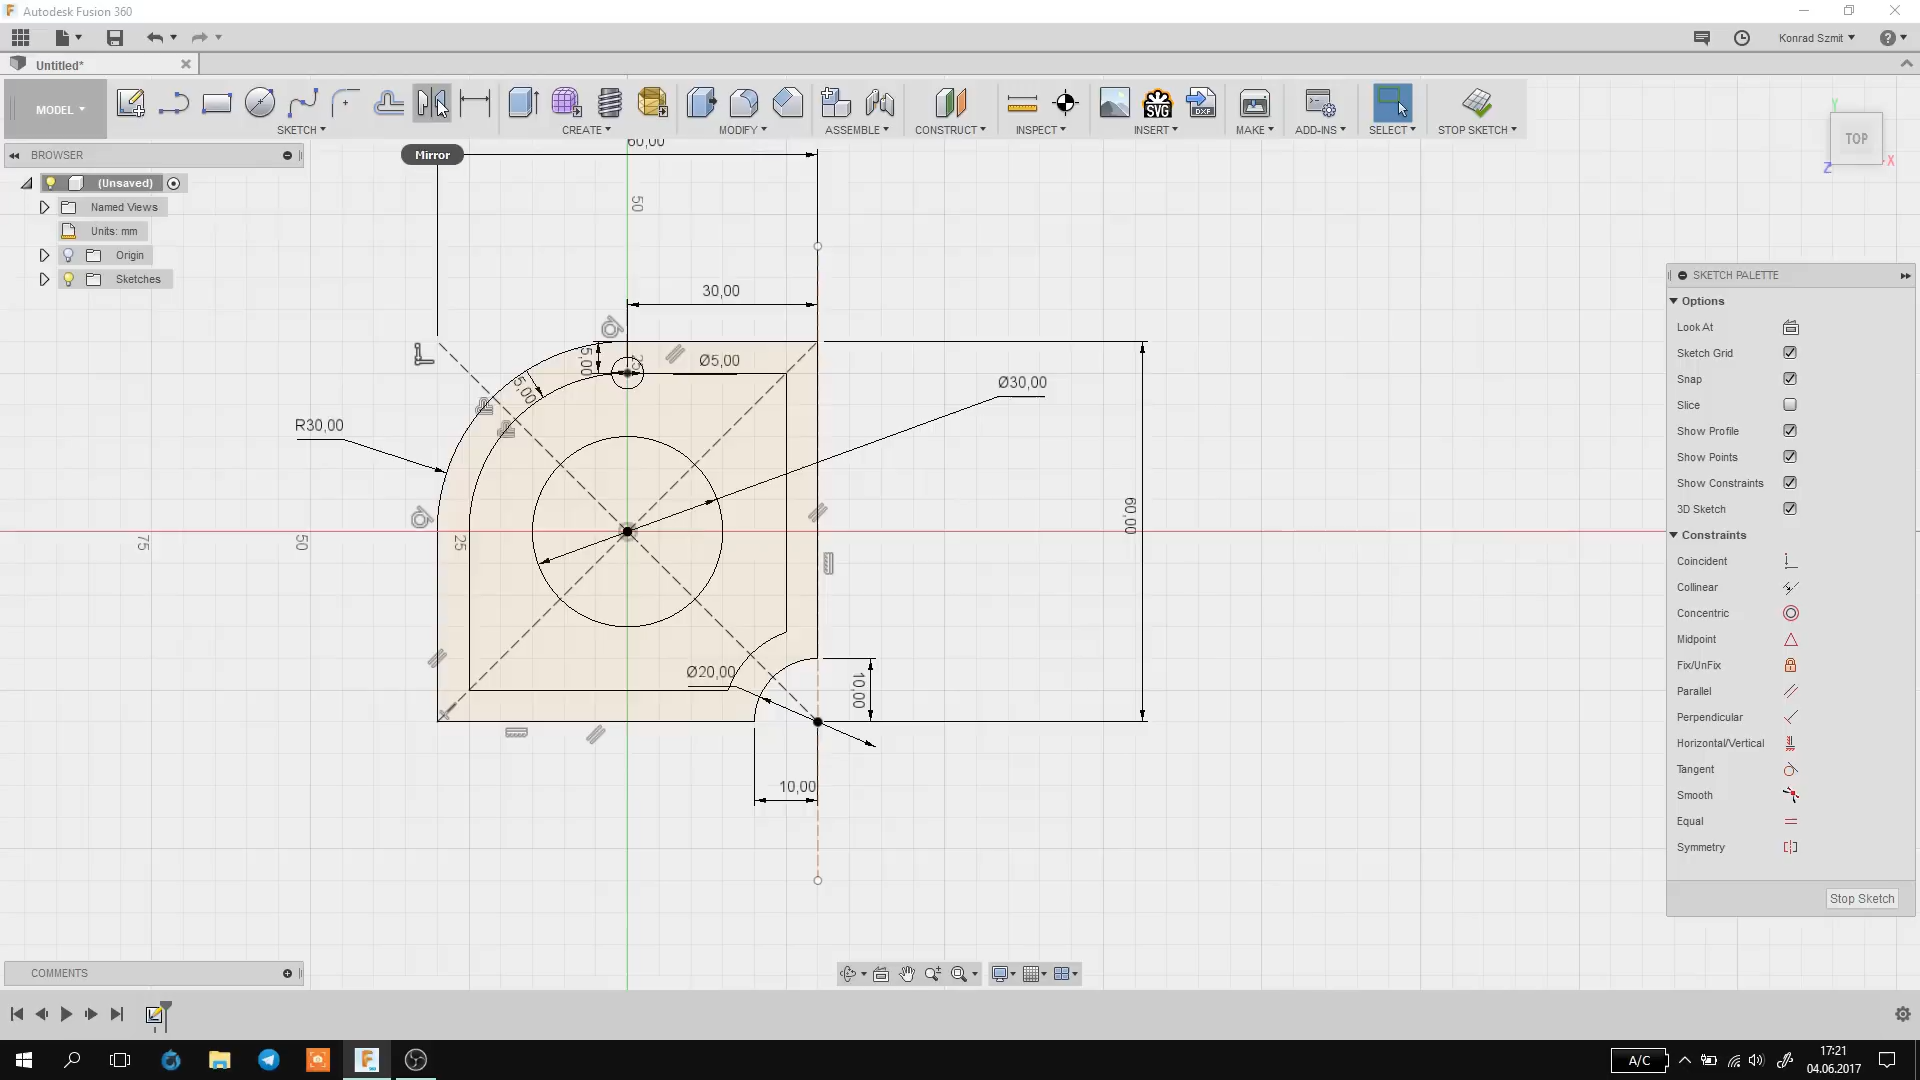 Autodesk Fusion 360
Konrad Szmit
Untitled*
MODEL
SKETCH
CREATE
MODIFY
ASSEMBLE
CONSTRUCT
INSPECT
SVG
DXF
INSERT
MAKE
ADD-INS
SELECT
STOP SKETCH
Mirror
BROWSER
(Unsaved)
Named Views
Units: mm
Origin
Sketches
TOP
Y
X
Z
60,00
50
30,00
5,00
25
Ø5,00
5,00
Ø30,00
R30,00
60,00
75
50
25
Ø20,00
10,00
10,00
SKETCH PALETTE
Options
Look At
Sketch Grid
Snap
Slice
Show Profile
Show Points
Show Constraints
3D Sketch
Constraints
Coincident
Collinear
Concentric
Midpoint
Fix/UnFix
Parallel
Perpendicular
Horizontal/Vertical
Tangent
Smooth
Equal
Symmetry
Stop Sketch
COMMENTS
A/C
17:21
04.06.2017